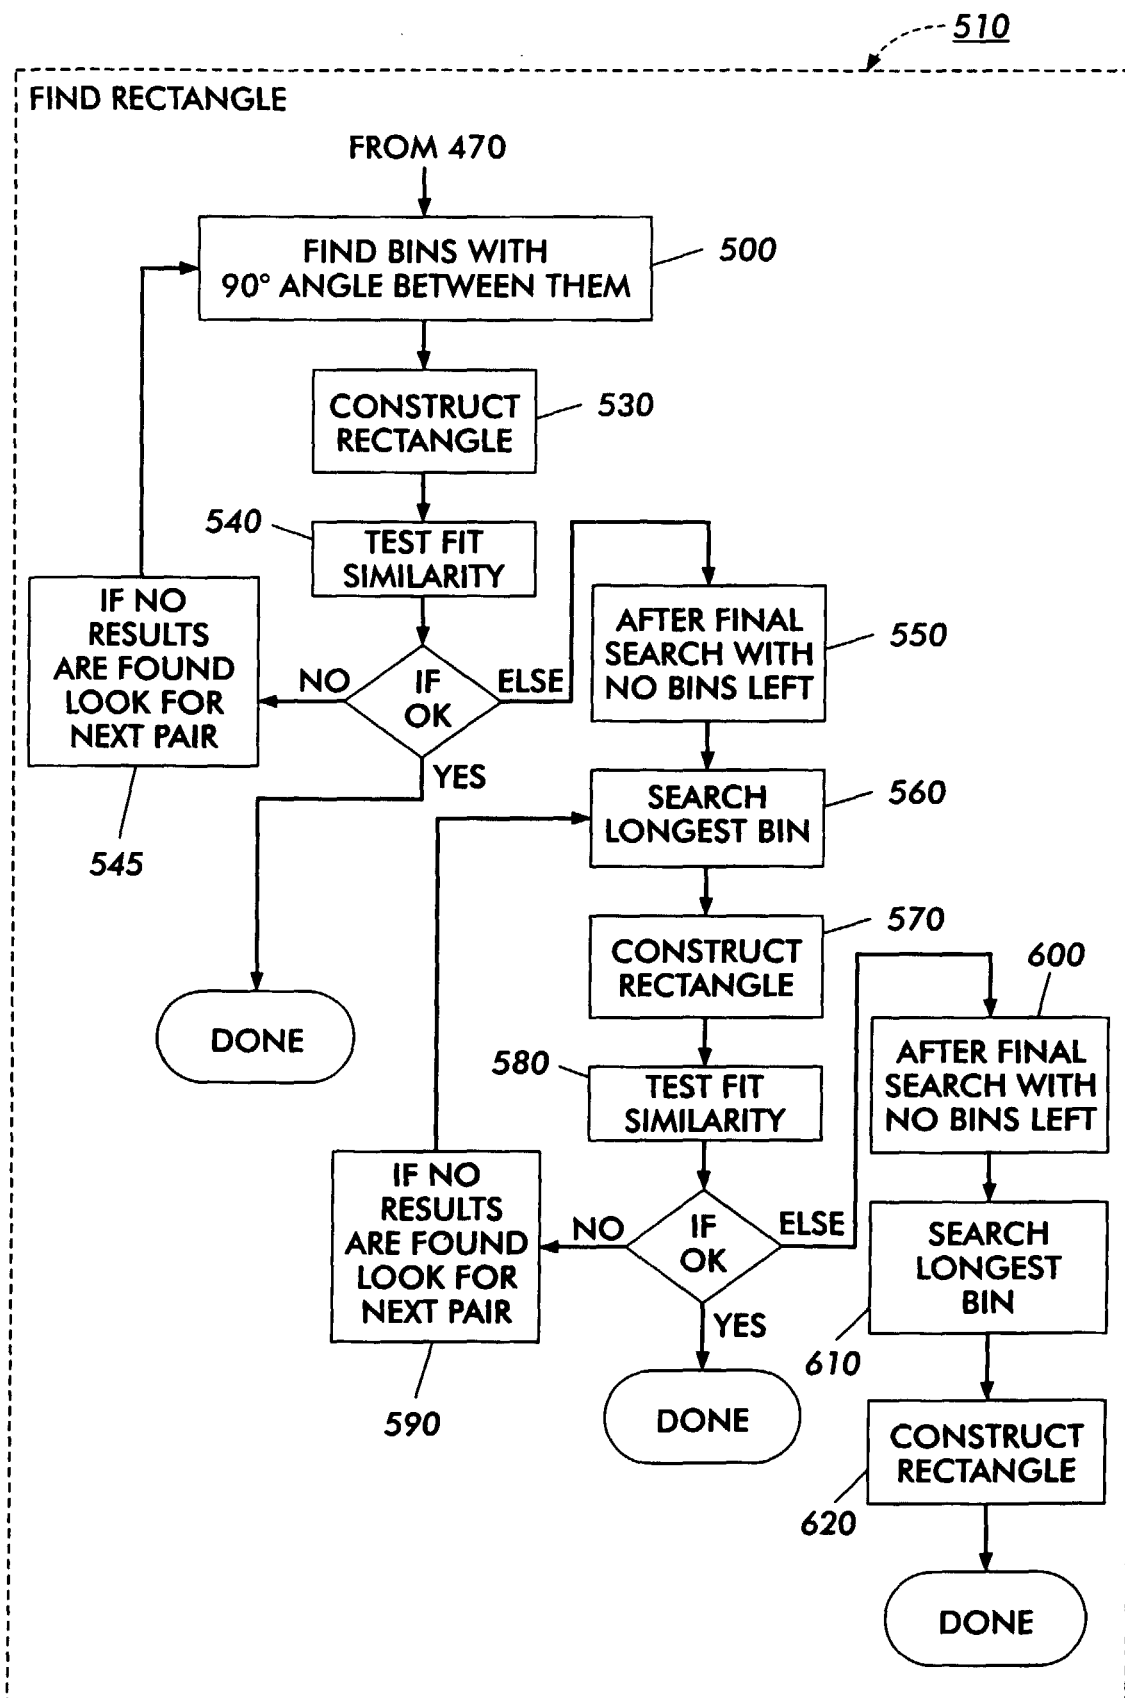 510
FIND RECTANGLE
FROM 470
FIND BINS WITH
90° ANGLE BETWEEN THEM
500
CONSTRUCT
RECTANGLE
530
540
TEST FIT
SIMILARITY
IF NO
RESULTS
ARE FOUND
LOOK FOR
NEXT PAIR
545
NO
IF
OK
ELSE
YES
DONE
AFTER FINAL
SEARCH WITH
NO BINS LEFT
550
SEARCH
LONGEST BIN
560
CONSTRUCT
RECTANGLE
570
580
TEST FIT
SIMILARITY
IF NO
RESULTS
ARE FOUND
LOOK FOR
NEXT PAIR
590
NO
IF
OK
ELSE
YES
DONE
600
AFTER FINAL
SEARCH WITH
NO BINS LEFT
SEARCH
LONGEST
BIN
610
CONSTRUCT
RECTANGLE
620
DONE